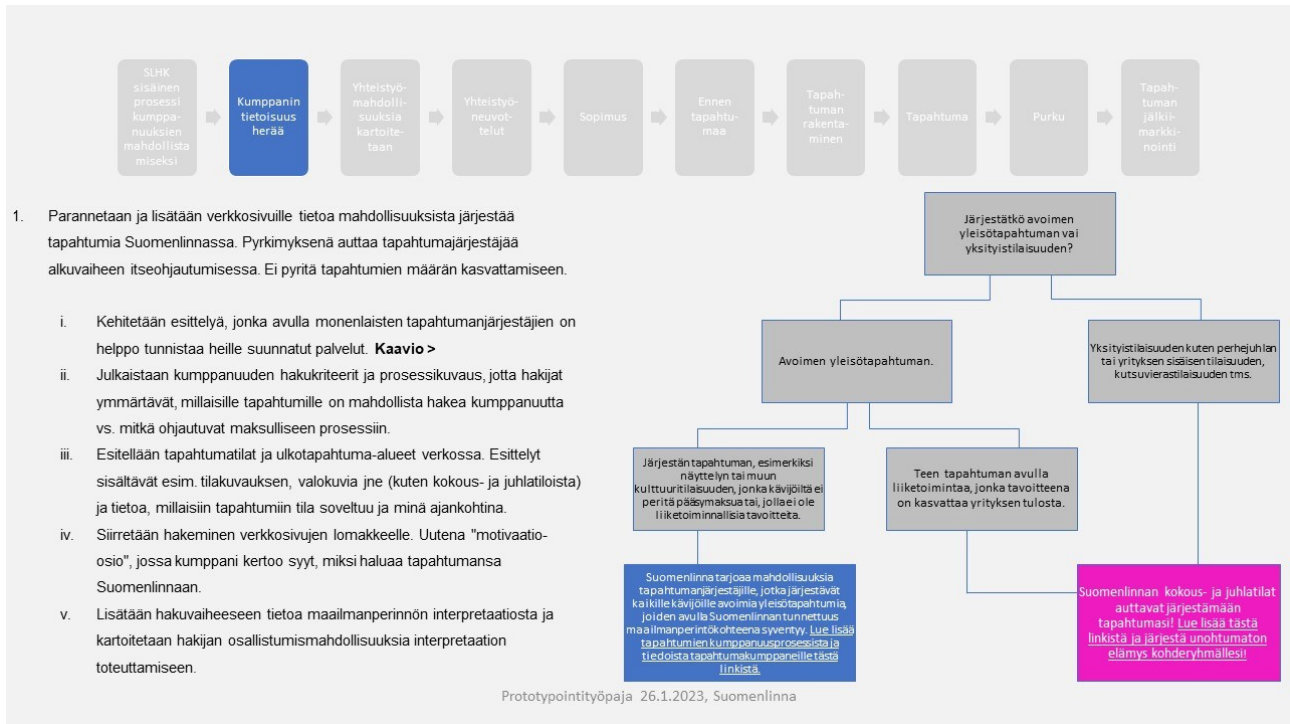 SLHK
sisäinen
prosessi
kumppa-
nuuksien
mahdollista
miseksi
Kumppanin
tietoisuus
herää
Yhteistyö-
mahdolli-
suuksia
kartoite-
taan
Yhteistyö-
neuvot-
telut
Sopimus
Ennen
tapahtu-
maa
Tapah-
tuman
rakenta-
minen
Tapahtuma
Purku
Tapah-
tuman
jälki-
markki-
nointi
1. Parannetaan ja lisätään verkkosivuille tietoa mahdollisuuksista järjestää
tapahtumia Suomenlinnassa. Pyrkimyksenä auttaa tapahtumajärjestäjää
alkuvaiheen itseohjautumisessa. Ei pyritä tapahtumien määrän kasvattamiseen.
i. Kehitetään esittelyä, jonka avulla monenlaisten tapahtumanjärjestäjien on
helppo tunnistaa heille suunnatut palvelut. Kaavio >
ii. Julkaistaan kumppanuuden hakukriteerit ja prosessikuvaus, jotta hakijat
ymmärtävät, millaisille tapahtumille on mahdollista hakea kumppanuutta
vs. mitkä ohjautuvat maksulliseen prosessiin.
iii. Esitellään tapahtumatilat ja ulkotapahtuma-alueet verkossa. Esittelyt
sisältävät esim. tilakuvauksen, valokuvia jne (kuten kokous- ja juhlatiloista)
ja tietoa, millaisiin tapahtumiin tila soveltuu ja minä ajankohtina.
iv. Siirretään hakeminen verkkosivujen lomakkeelle. Uutena "motivaatio-
osio", jossa kumppani kertoo syyt, miksi haluaa tapahtumansa
Suomenlinnaan.
v. Lisätään hakuvaiheeseen tietoa maailmanperinnön interpretaatiosta ja
kartoitetaan hakijan osallistumismahdollisuuksia interpretaation
toteuttamiseen.
Järjestätkö avoimen
yleisötapahtuman vai
yksityistilaisuuden?
Avoimen yleisötapahtuman.
Yksityistilaisuuden kuten perhejuhlan
tai yrityksen sisäisen tilaisuuden,
kutsuvierastilaisuuden tms.
Järjestän tapahtuman, esimerkiksi
näyttelyn tai muun
kulttuuritilaisuuden, jonka kävijöiltä ei
peritä pääsymaksua tai, jolla ei ole
liiketoiminnallisia tavoitteita.
Teen tapahtuman avulla
liiketoimintaa, jonka tavoitteena
on kasvattaa yrityksen tulosta.
Suomenlinna tarjoaa mahdollisuuksia
tapahtumanjärjestäjille, jotka järjestävät
kaikille kävijöille avoimia yleisötapahtumia,
joiden avulla Suomenlinnan tunnettuus
maailmanperintökohteena syventyy. Lue lisää
tapahtumien kumppanuusprosessista ja
tiedoista tapahtumakumppaneille tästä
linkistä.
Suomenlinnan kokous- ja juhlatilat
auttavat järjestämään
tapahtumasi! Lue lisää tästä
linkistä ja järjestä unohtumaton
elämys kohderyhmällesi!
Prototypointityöpaja 26.1.2023, Suomenlinna